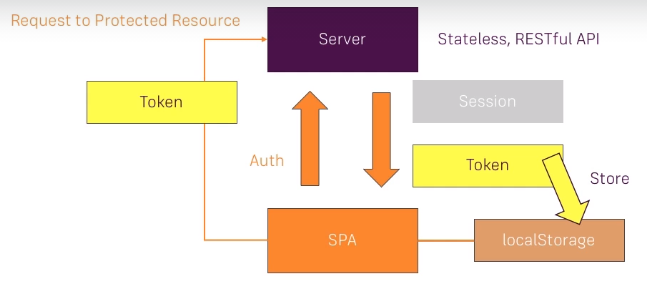 Request to Protected Resource
Server
Stateless, RESTful API
Token
Session
Auth
Token
Store
SPA
localStorage